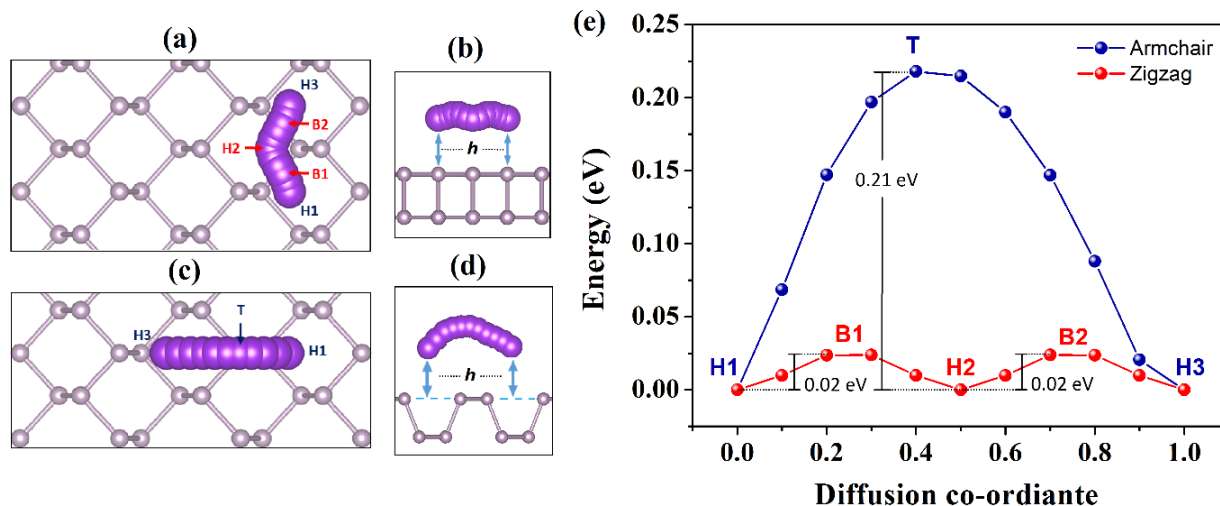 (a)
H3
B2
H2
B1
H1
(b)
h
(c)
T
H3
H1
(d)
h
(e)
Energy (eV)
0.25
0.20
0.15
0.10
0.05
0.00
T
Armchair
Zigzag
0.21 eV
B1
B2
H1
0.02 eV
H2
0.02 eV
H3
0.0
0.2
0.4
0.6
0.8
1.0
Diffusion co-ordiante